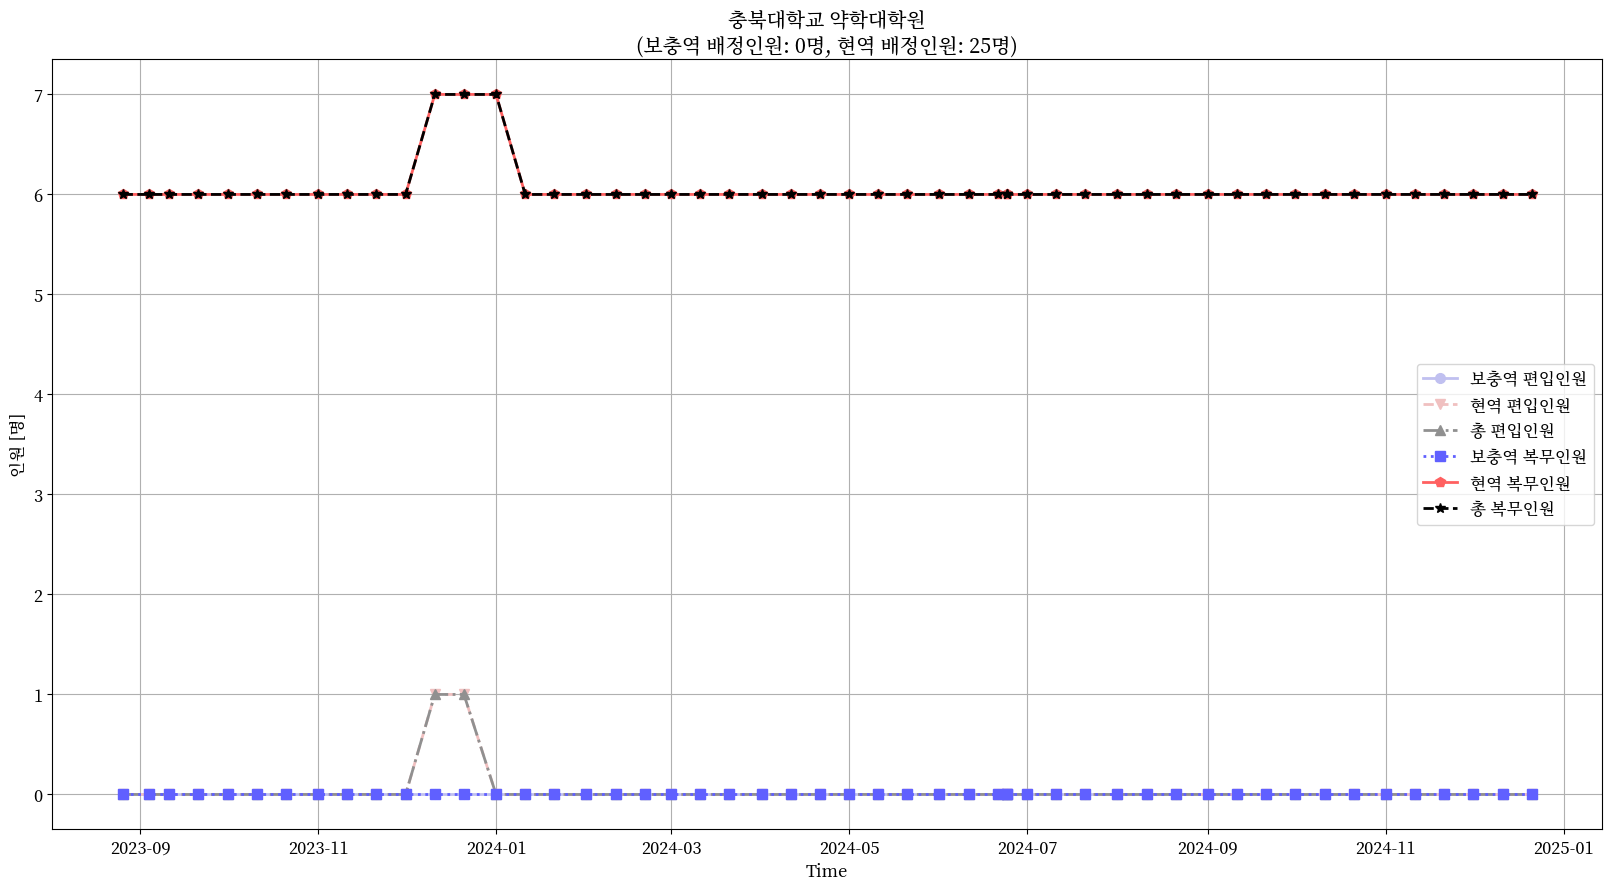 충북대학교 약학대학원
(보충역 배정인원: 0명, 현역 배정인원: 25명)
인원 [명]
7
6
5
4
3
2
1
0
보충역 편입인원
현역 편입인원
총 편입인원
보충역 복무인원
현역 복무인원
총 복무인원
2023-09
2023-11
2024-01
2024-03
2024-05
2024-07
2024-09
2024-11
2025-01
Time